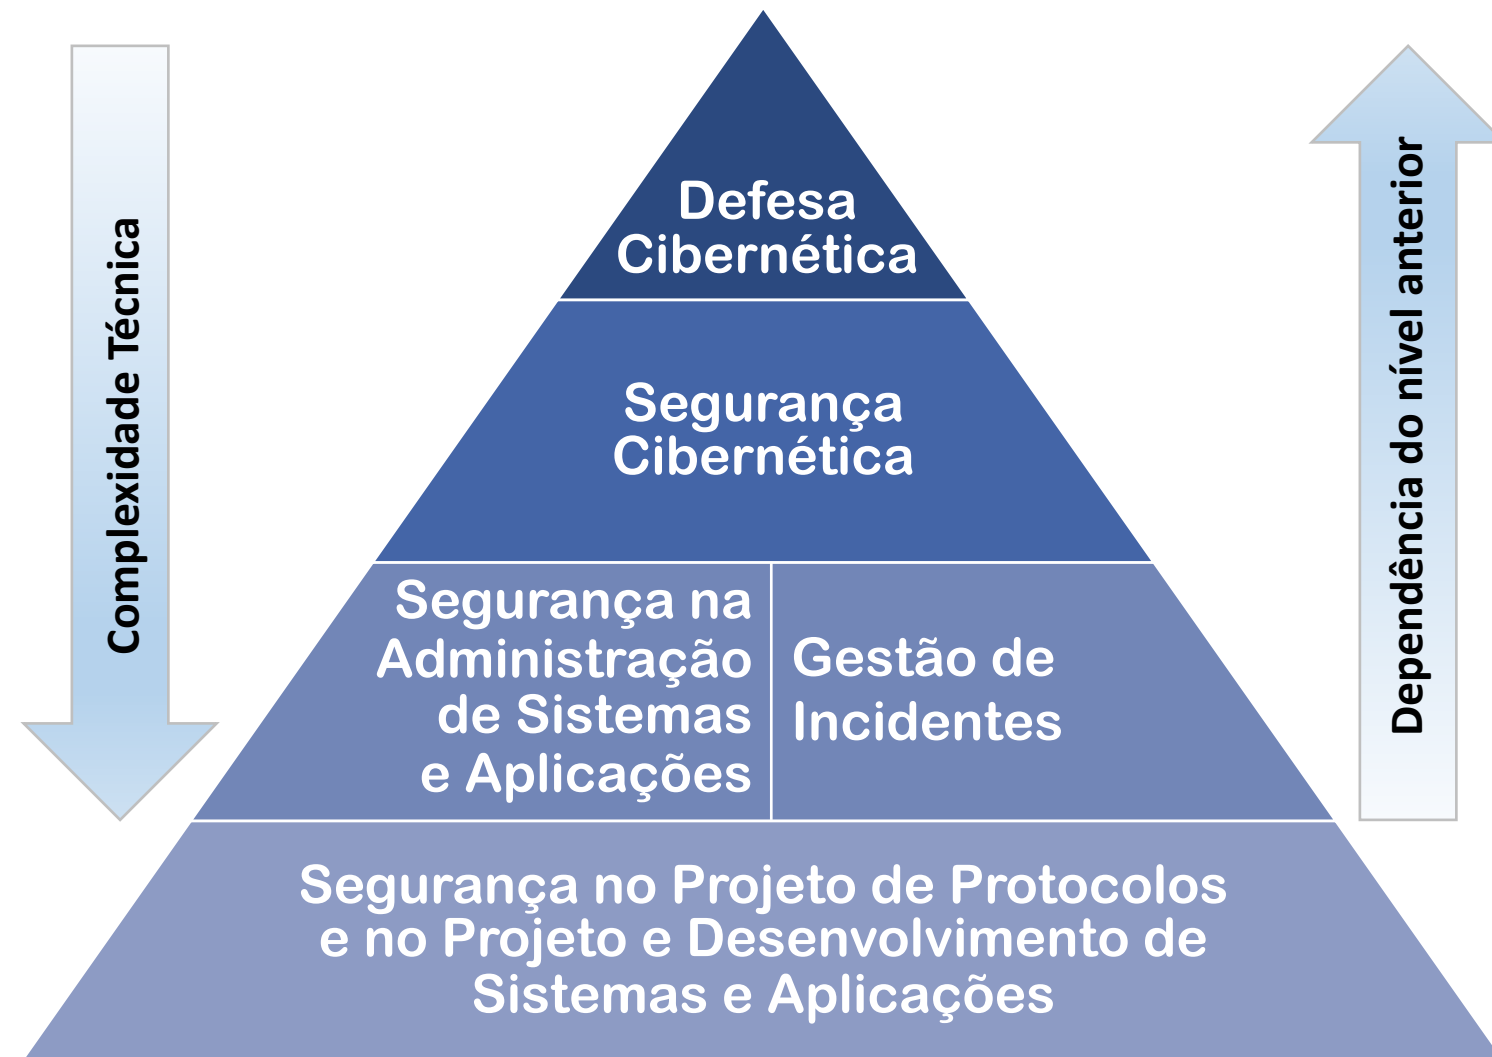 Defesa
Cibernética
Complexidade Técnica
Dependência do nível anterior
Segurança
Cibernética
Segurança na
Administração
de Sistemas
e Aplicações
Gestão de
Incidentes
Segurança no Projeto de Protocolos
e no Projeto e Desenvolvimento de
Sistemas e Aplicações